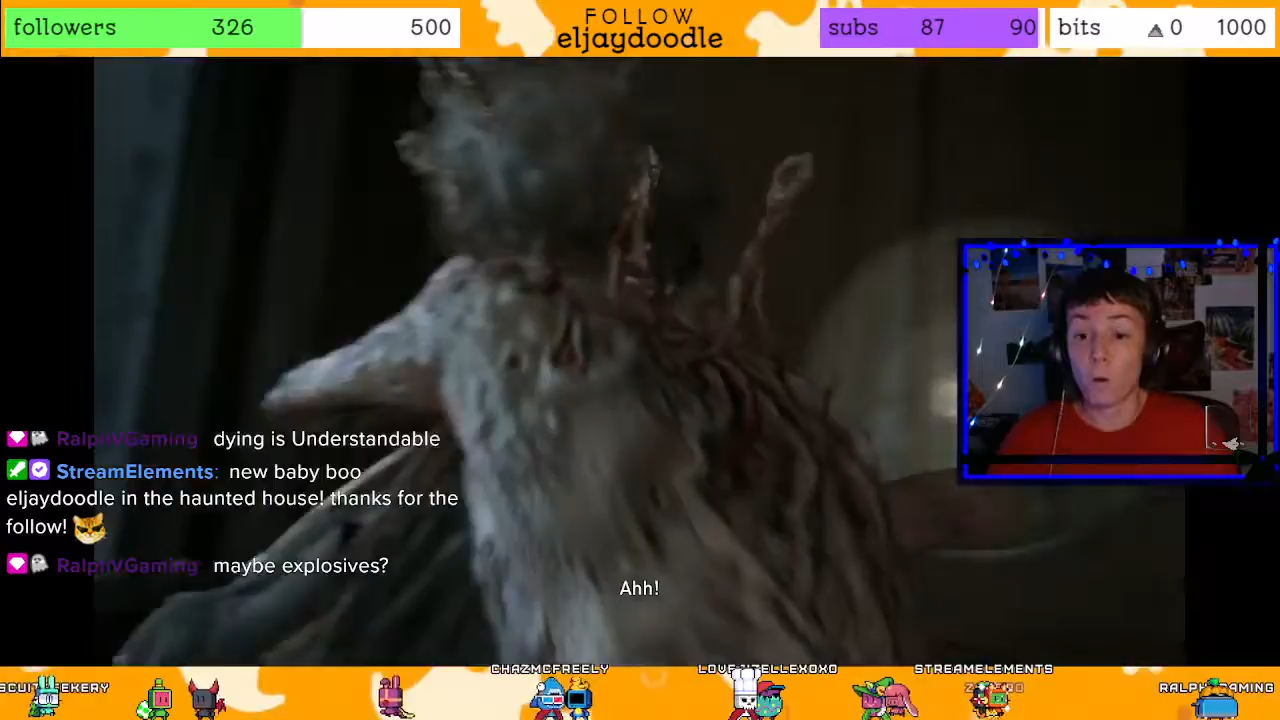 followers 326 500
FOLLOW
eljaydoodle
subs 87 90
bits 0 1000
RalphVGaming dying is Understandable
StreamElements: new baby boo
eljaydoodle in the haunted house! thanks for the
follow!
RalphVGaming maybe explosives?
Ahh!
CHAZMCFREELY
STREAMELEMENTS